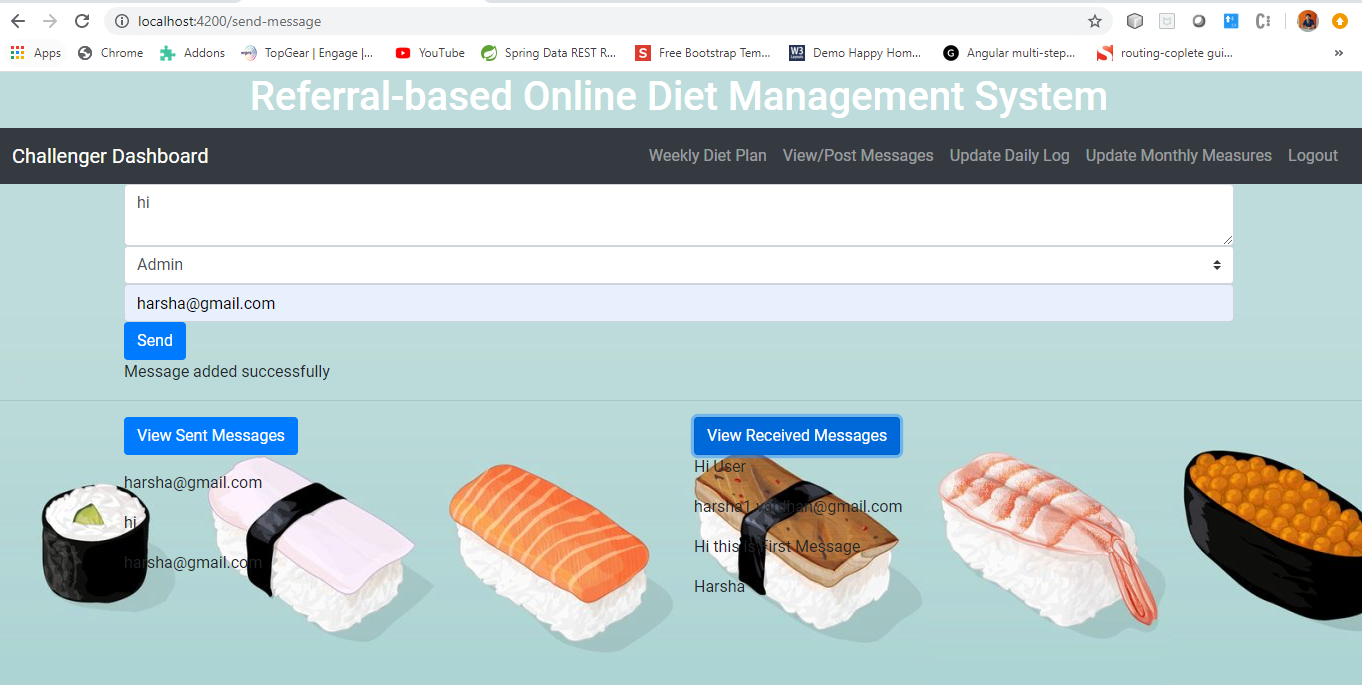 localhost:4200/send-message
Apps Chrome Addons TopGear | Engage |... YouTube Spring Data REST R... Free Bootstrap Tem... W3 Demo Happy Hom... Angular multi-step... routing-coplete gui... »
Referral-based Online Diet Management System
Challenger Dashboard Weekly Diet Plan View/Post Messages Update Daily Log Update Monthly Measures Logout
hi
Admin
harsha@gmail.com
Send
Message added successfully
View Sent Messages View Received Messages
Hi User
harsha@gmail.com
harsha1.vardhan@gmail.com
hi
Hi this is First Message
harsha@gmail.com
Harsha